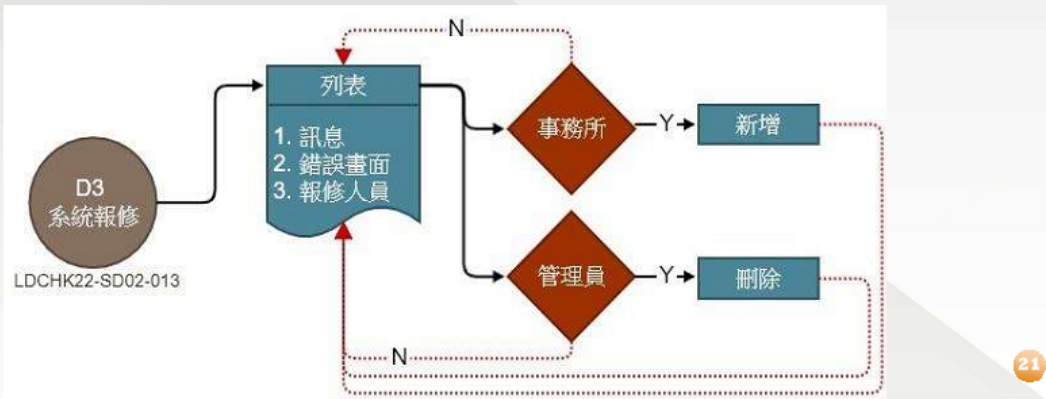 N
列表
1. 訊息
2. 錯誤畫面
3. 報修人員
事務所
Y
新增
D3
系統報修
LDCHK22-SD02-013
管理員
Y
刪除
N
21